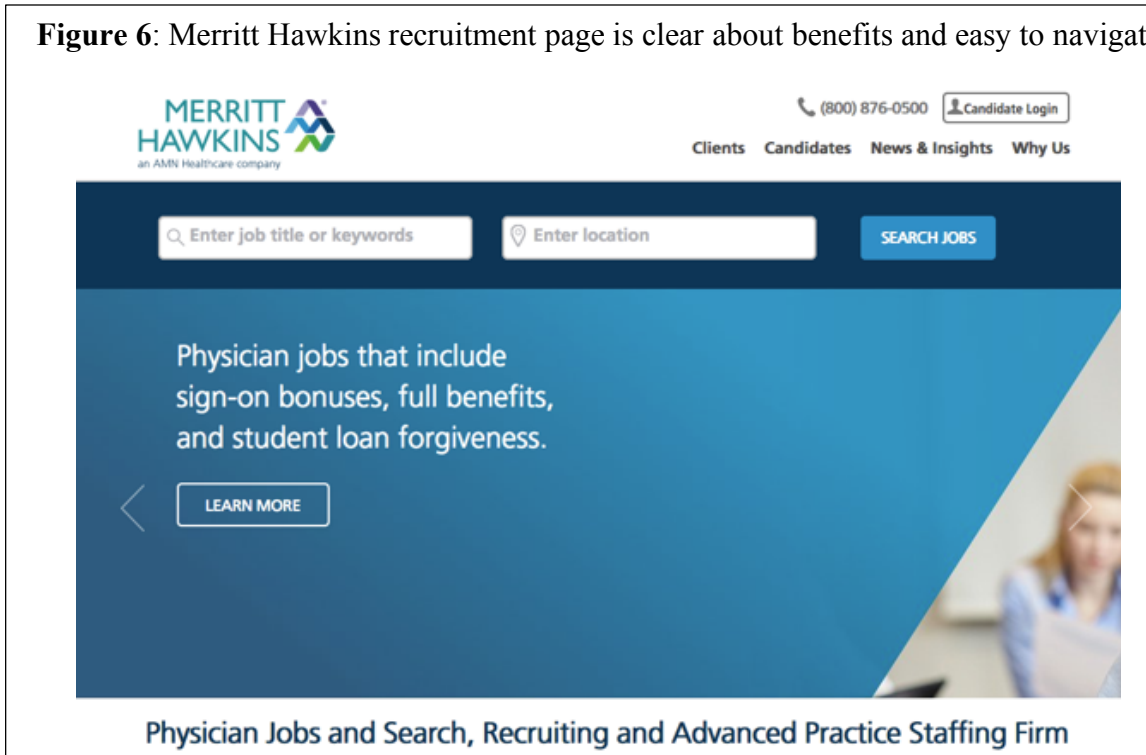 Figure 6: Merritt Hawkins recruitment page is clear about benefits and easy to navigat
MERRITT
HAWKINS
an AMN Healthcare company
(800) 876-0500 Candidate Login
Clients Candidates News & Insights Why Us
Enter job title or keywords Enter location SEARCH JOBS
Physician jobs that include
sign-on bonuses, full benefits,
and student loan forgiveness.
LEARN MORE
Physician Jobs and Search, Recruiting and Advanced Practice Staffing Firm